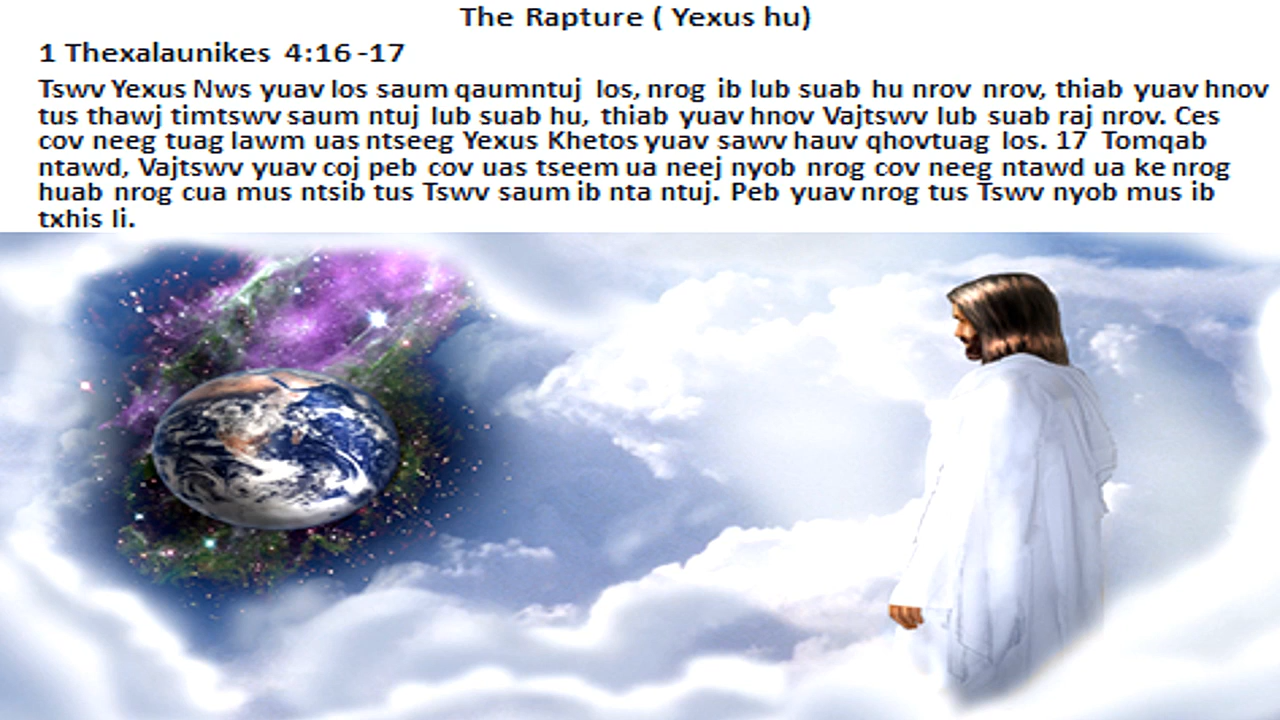 The Rapture ( Yexus hu)
1 Thexalaunikes 4:16 -17
Tswv Yexus Nws yuav los saum qaumntuj los, nrog ib lub suab hu nrov nrov, thiab yuav hnov
tus thawj timtswv saum ntuj lub suab hu, thiab yuav hnov Vajtswv lub suab raj nrov. Ces
cov neeg tuag lawm uas ntseeg Yexus Khetos yuav sawv hauv qhovtuag los. 17 Tomqab
ntawd, Vajtswv yuav coj peb cov uas tseem ua neej nyob nrog cov neeg ntawd ua ke nrog
huab nrog cua mus ntsib tus Tswv saum ib nta ntuj. Peb yuav nrog tus Tswv nyob mus ib
txhis li.